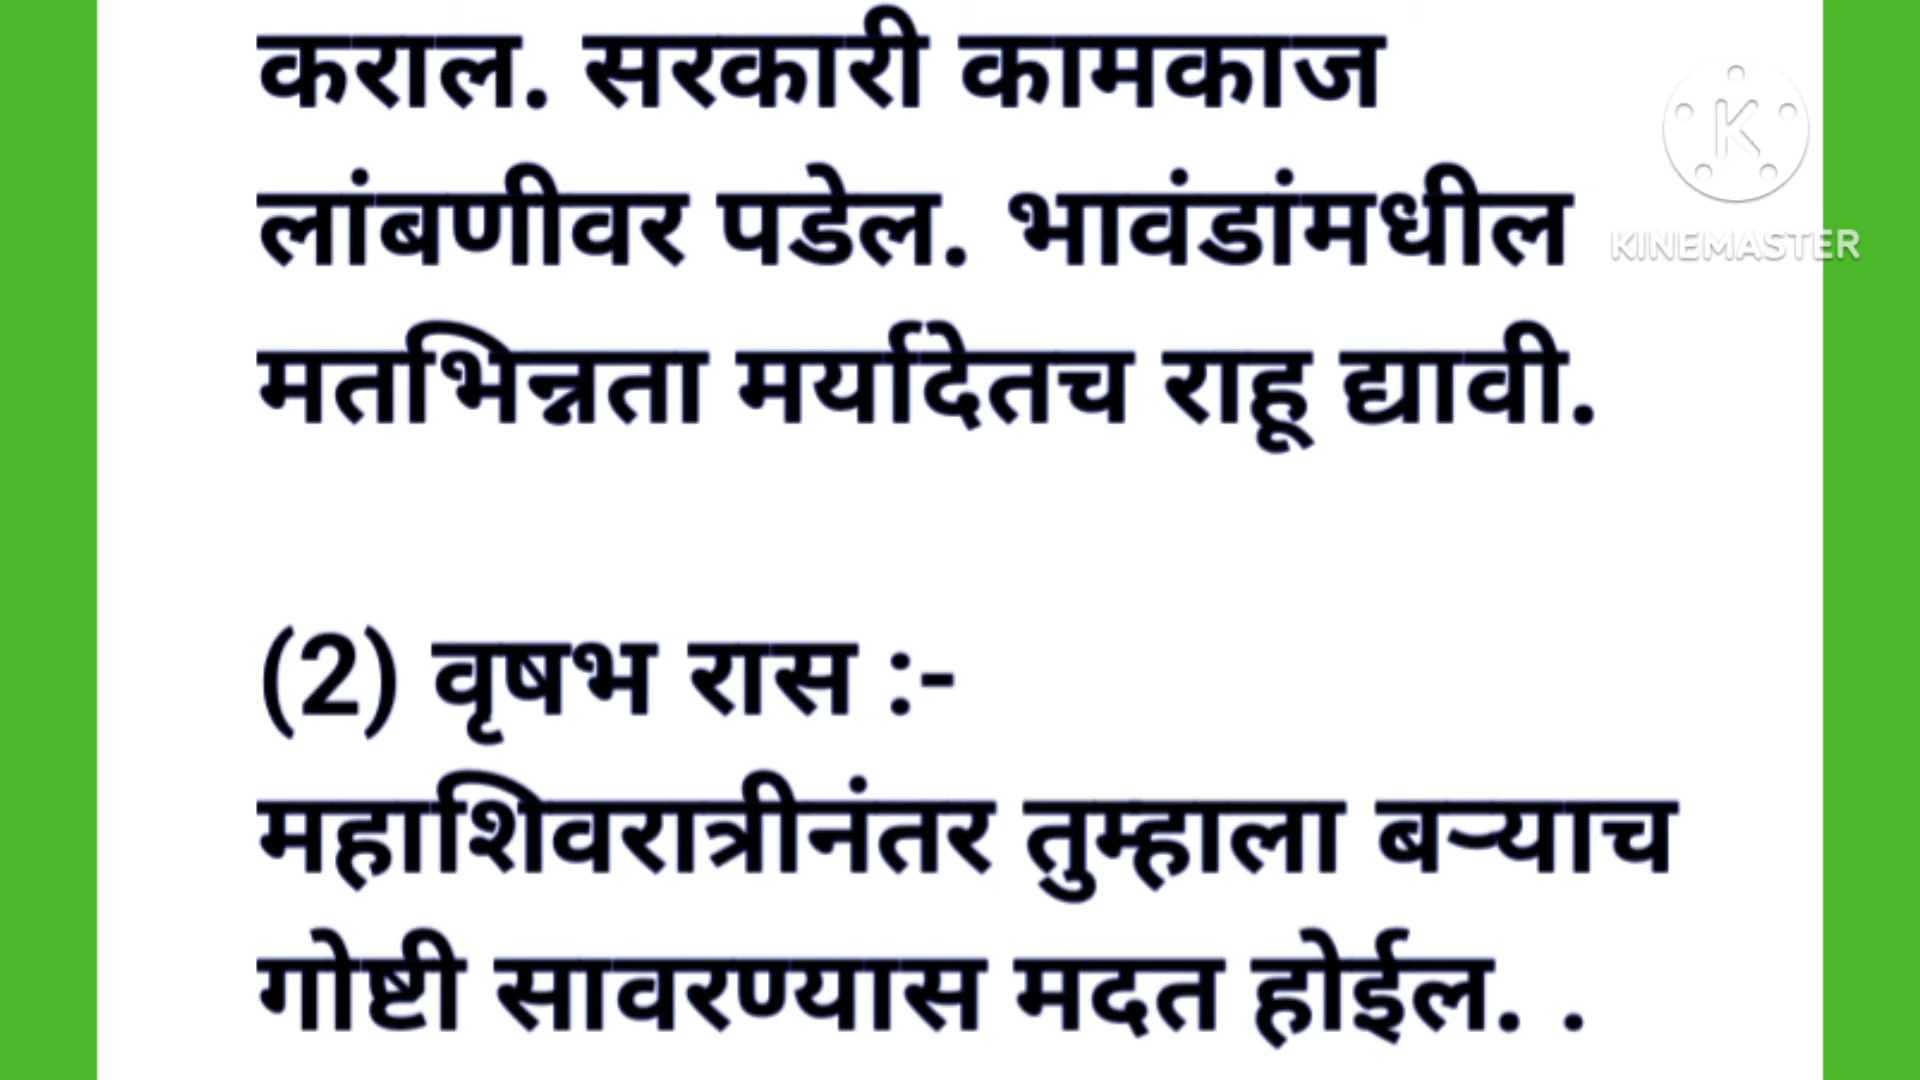 कराल. सरकारी कामकाज
लांबणीवर पडेल. भावंडांमधील
मतभिन्नता मर्यादेतच राहू द्यावी.
(2) वृषभ रास :-
महाशिवरात्रीनंतर तुम्हाला बऱ्याच
गोष्टी सावरण्यास मदत होईल. .
K
KINEMASTER